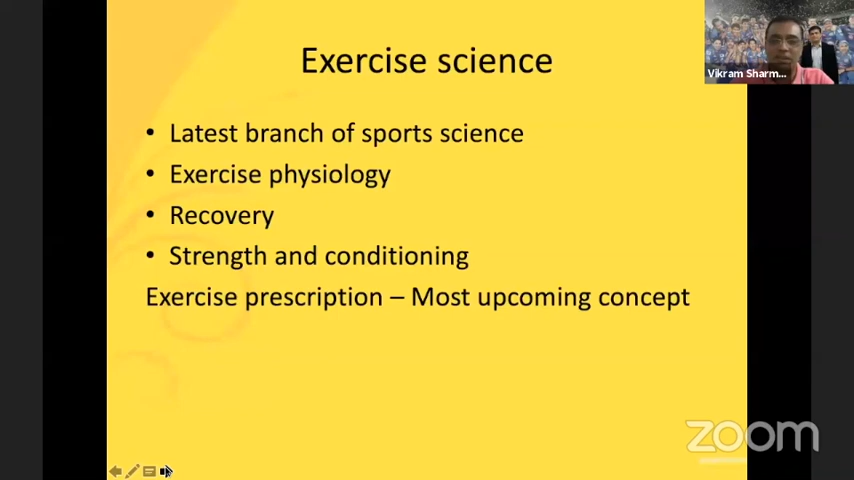 Exercise science
Vikram Sharm...
• Latest branch of sports science
• Exercise physiology
• Recovery
• Strength and conditioning
Exercise prescription – Most upcoming concept
zoom